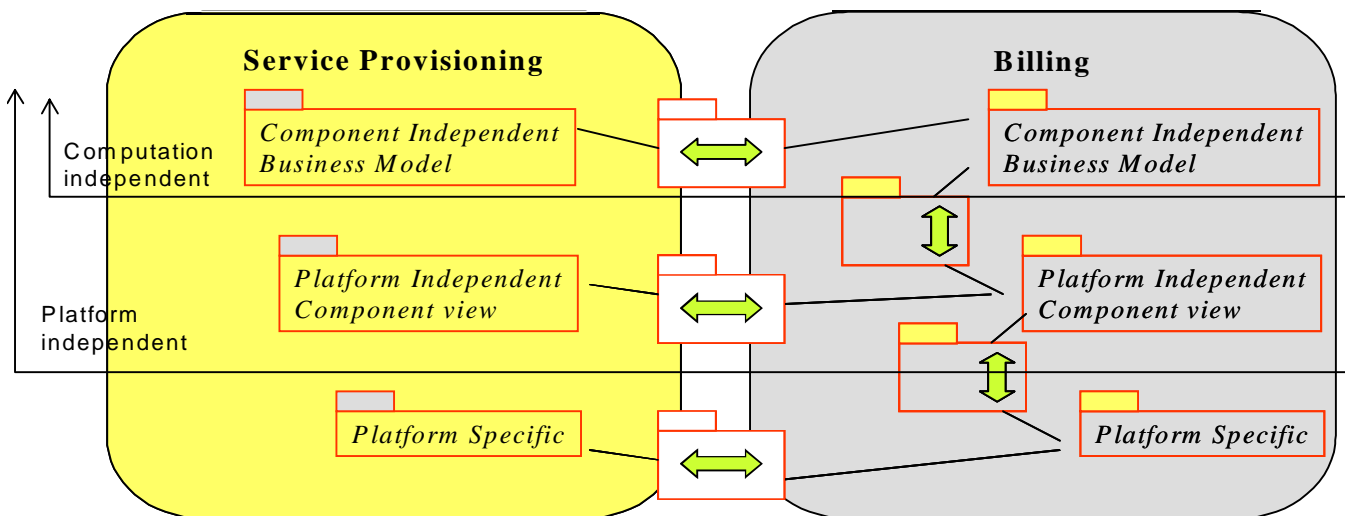 Service Provisioning
Billing
Component Independent
Business Model
Component Independent
Business Model
Computation
independent
Platform Independent
Component view
Platform Independent
Component view
Platform
independent
Platform Specific
Platform Specific